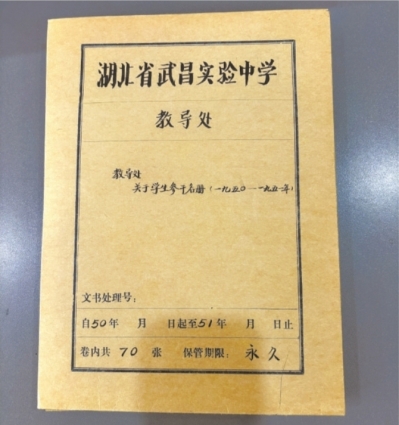 湖北省武昌实验中学
教导处
教导处
关于学生参干名册(一九五〇—一九五一年)
文书处理号:
自50年 月 日起至51年 月 日止
卷内共 70 张 保管期限: 永久